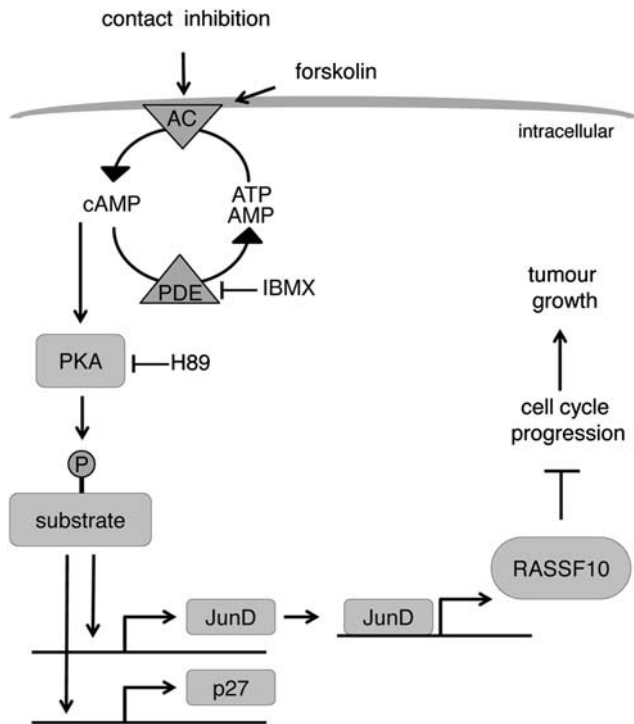 contact inhibition
forskolin
AC
intracellular
cAMP
ATP
AMP
PDE
IBMX
tumour
growth
PKA
H89
cell cycle
progression
P
substrate
RASSF10
JunD
JunD
p27